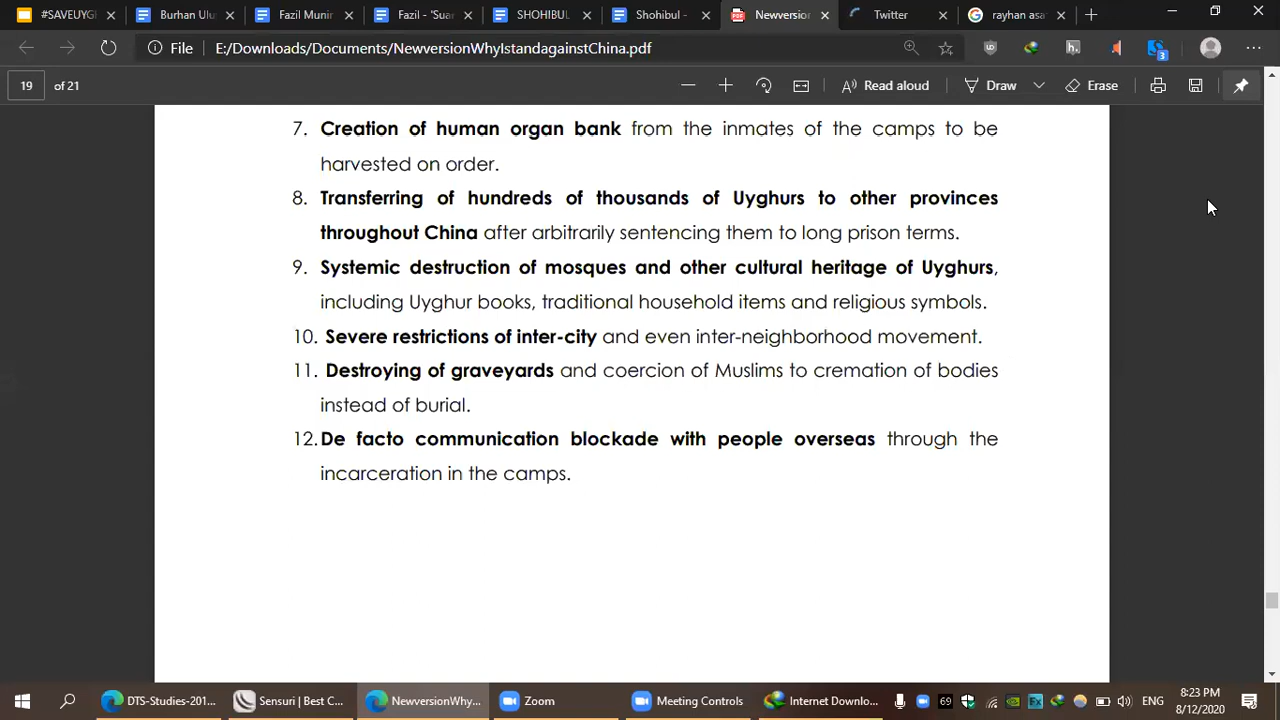 #SAVEUYGI
Burhan Ulu
Fazil Munir
Fazil - 'Sua
SHOHIBUL
Shohibul -
Newversion
Twitter
rayhan asa
File E:/Downloads/Documents/NewversionWhyIstandagainstChina.pdf
19 of 21
Read aloud
Draw
Erase
7. Creation of human organ bank from the inmates of the camps to be
harvested on order.
8. Transferring of hundreds of thousands of Uyghurs to other provinces
throughout China after arbitrarily sentencing them to long prison terms.
9. Systemic destruction of mosques and other cultural heritage of Uyghurs,
including Uyghur books, traditional household items and religious symbols.
10. Severe restrictions of inter-city and even inter-neighborhood movement.
11. Destroying of graveyards and coercion of Muslims to cremation of bodies
instead of burial.
12. De facto communication blockade with people overseas through the
incarceration in the camps.
DTS-Studies-201...
Sensuri | Best C...
NewversionWhy...
Zoom
Meeting Controls
Internet Downlo...
69
ENG
8:23 PM
8/12/2020